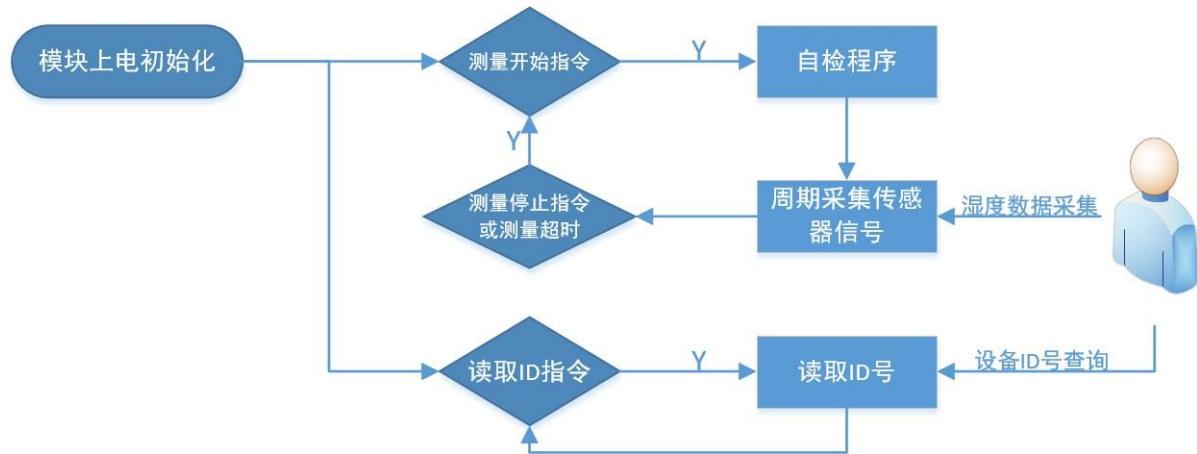 模块上电初始化
测量开始指令
Y
自检程序
Y
测量停止指令
或测量超时
周期采集传感
器信号
湿度数据采集
读取ID指令
Y
读取ID号
设备ID号查询